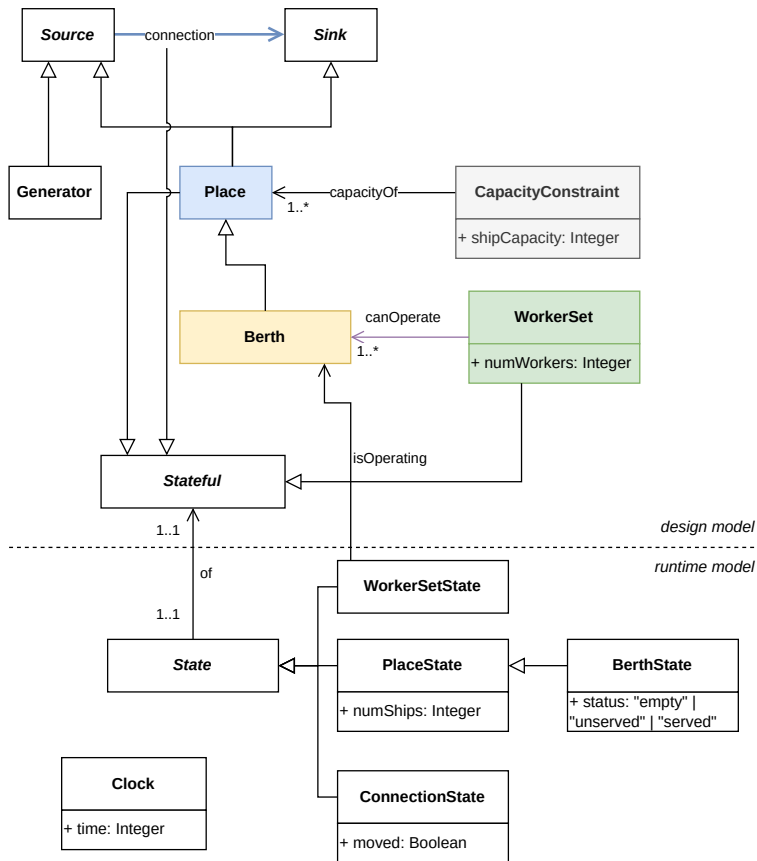 Source
connection
Sink
Generator
Place
1..*
capacityOf
CapacityConstraint
+ shipCapacity: Integer
Berth
canOperate
1..*
WorkerSet
+ numWorkers: Integer
isOperating
Stateful
1..1
design model
runtime model
of
1..1
WorkerSetState
State
PlaceState
+ numShips: Integer
BerthState
+ status: "empty" |
"unserved" | "served"
Clock
+ time: Integer
ConnectionState
+ moved: Boolean